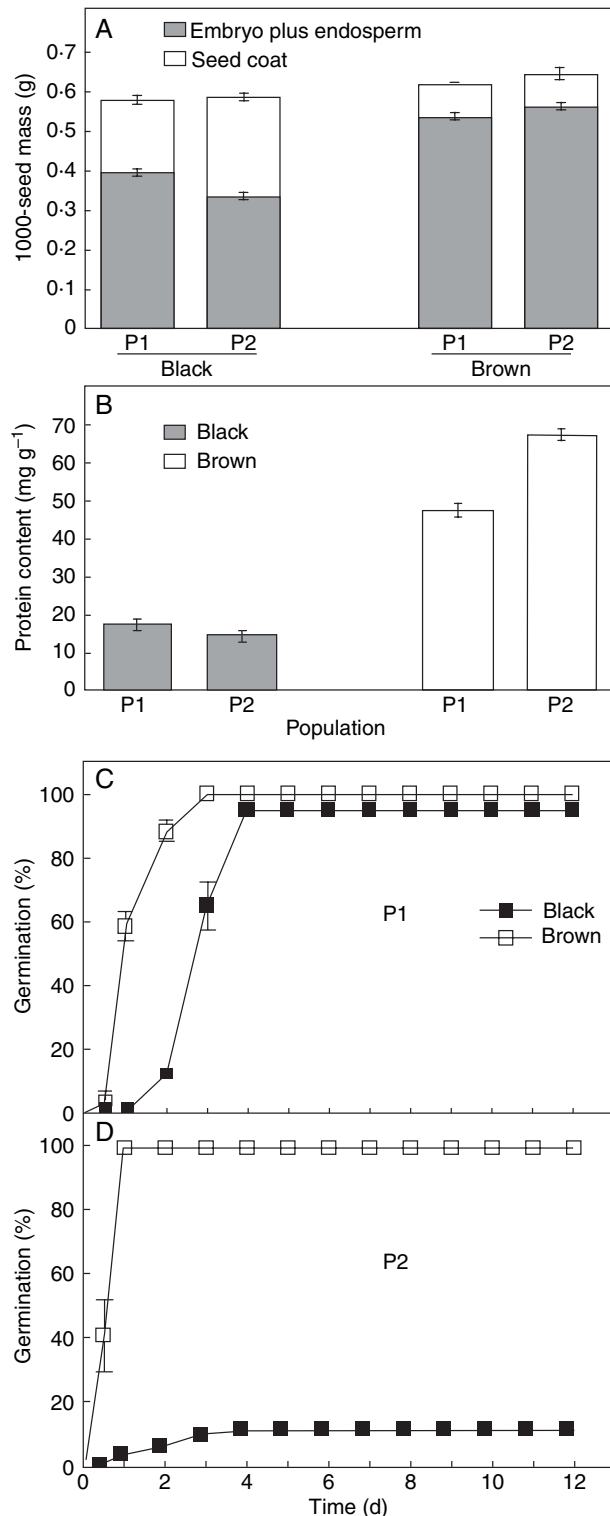 A
Embryo plus endosperm
Seed coat
1000-seed mass (g)
0·7
0·6
0·5
0·4
0·3
0·2
0·1
0
P1 P2 P1 P2
Black Brown
B
Black
Brown
Protein content (mg g–1)
70
60
50
40
30
20
10
0
P1 P2 P1 P2
Population
C
Germination (%)
100
80
60
40
20
0
P1
Black
Brown
D
Germination (%)
100
80
60
40
20
0
P2
0 2 4 6 8 10 12
Time (d)